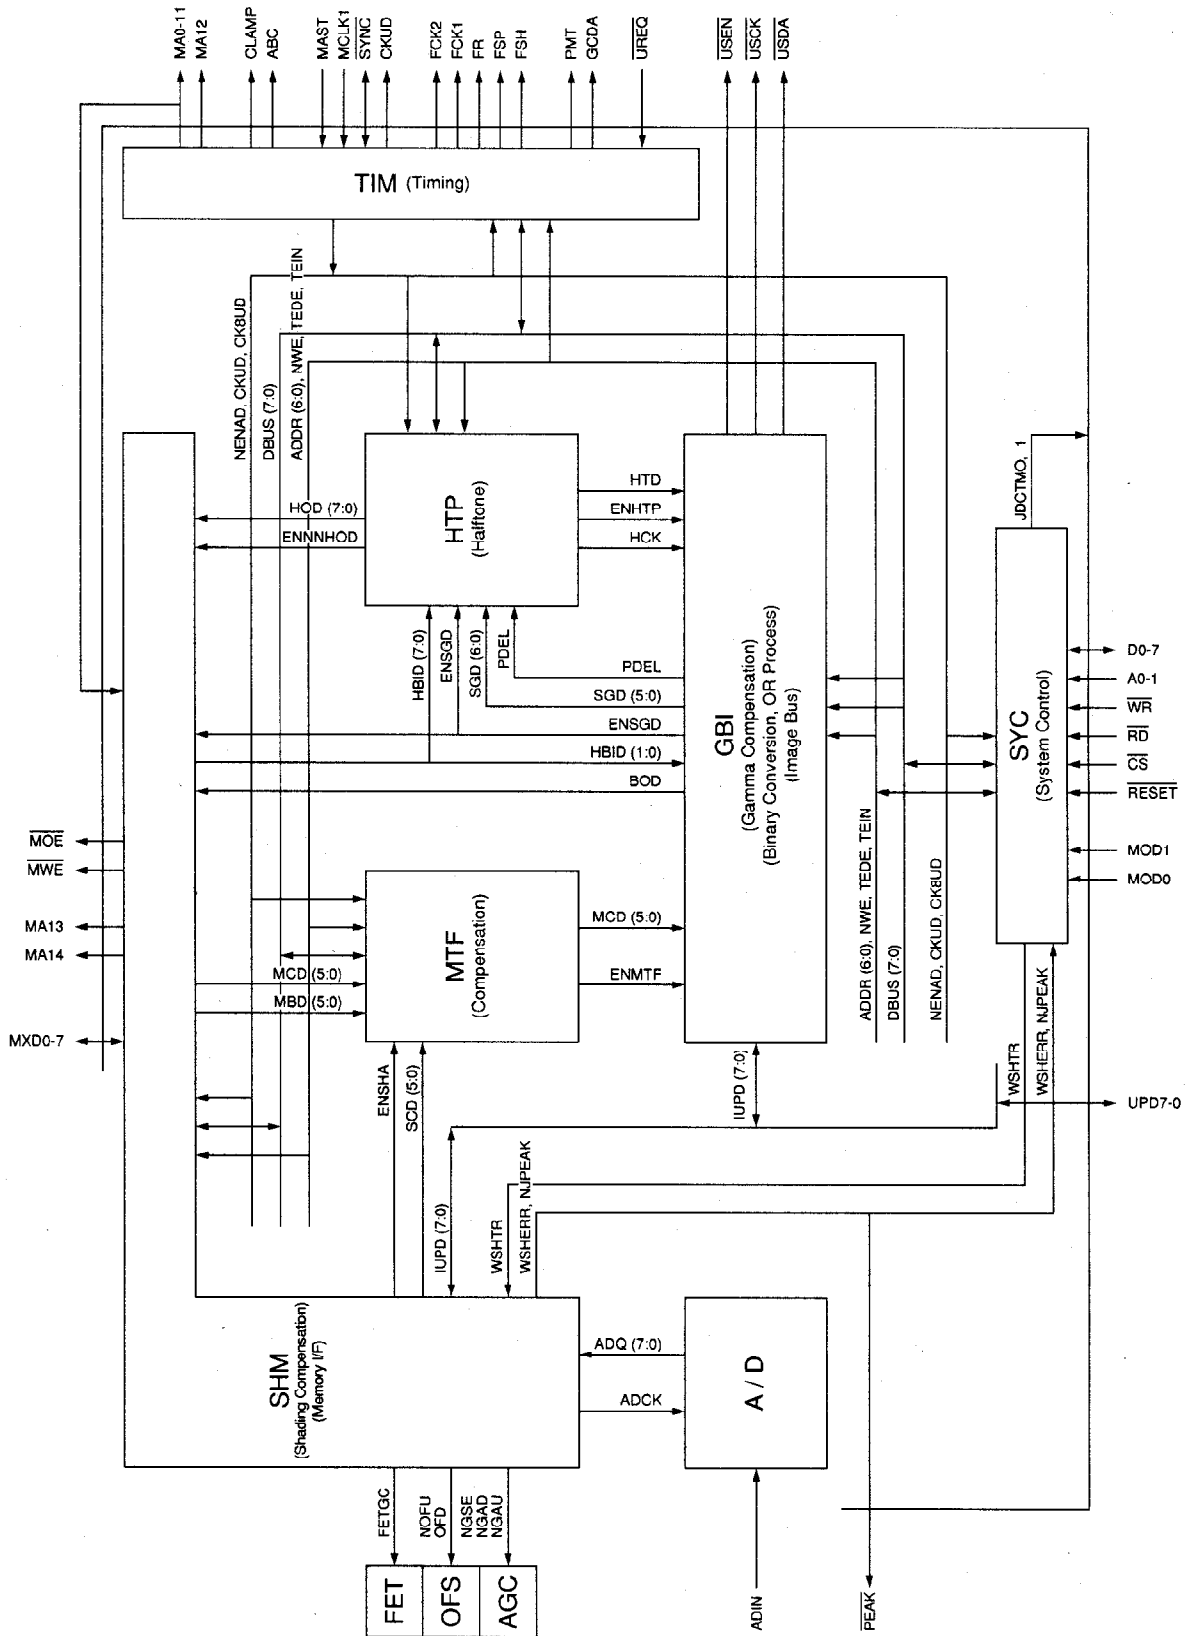 MA0-11
MA12
CLAMP
ABC
MAST
MCLK1
SYNC
CKUD
FCK2
FCK1
FR
FSP
FSH
PMT
GCDA
UREQ
USEN
USCK
USDA
TIM (Timing)
NENAD, CKUD, CK8UD
DBUS (7:0)
ADDR (6:0), NWE, TEDE, TEIN
HOD (7:0)
ENNNHOD
HTP
(Halftone)
HTD
ENHTP
HCK
JDCTMO, 1
HBID (7:0)
ENSGD
SGD (6:0)
PDEL
PDEL
SGD (5:0)
ENSGD
HBID (1:0)
BOD
GBI
(Gamma Compensation)
(Binary Conversion, OR Process)
(Image Bus)
SYC
(System Control)
D0-7
A0-1
WR
RD
CS
RESET
MOD1
MOD0
MOE
MWE
MA13
MA14
MXD0-7
MCD (5:0)
MBD (5:0)
MTF
(Compensation)
MCD (5:0)
ENMTF
ADDR (6:0), NWE, TEDE, TEIN
DBUS (7:0)
NENAD, CKUD, CK8UD
ENSHA
SCD (5:0)
IUPD (7:0)
WSHTR
WSHERR, NJPEAK
UPD7-0
IUPD (7:0)
WSHTR
WSHERR, NJPEAK
SHM
(Shading Compensation)
(Memory I/F)
ADQ (7:0)
ADCK
A / D
FETGC
NOFU
OFD
NGSE
NGAD
NGAU
FET
OFS
AGC
ADIN
PEAK